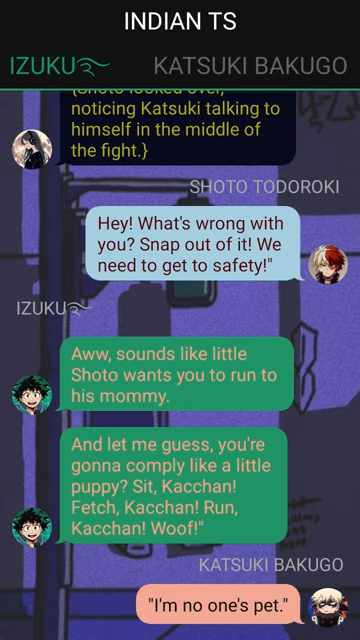 INDIAN TS
IZUKU KATSUKI BAKUGO
{Shoto looked over,
noticing Katsuki talking to
himself in the middle of
the fight.}
SHOTO TODOROKI
Hey! What's wrong with
you? Snap out of it! We
need to get to safety!"
IZUKU
Aww, sounds like little
Shoto wants you to run to
his mommy.
And let me guess, you're
gonna comply like a little
puppy? Sit, Kacchan!
Fetch, Kacchan! Run,
Kacchan! Woof!"
KATSUKI BAKUGO
"I'm no one's pet."